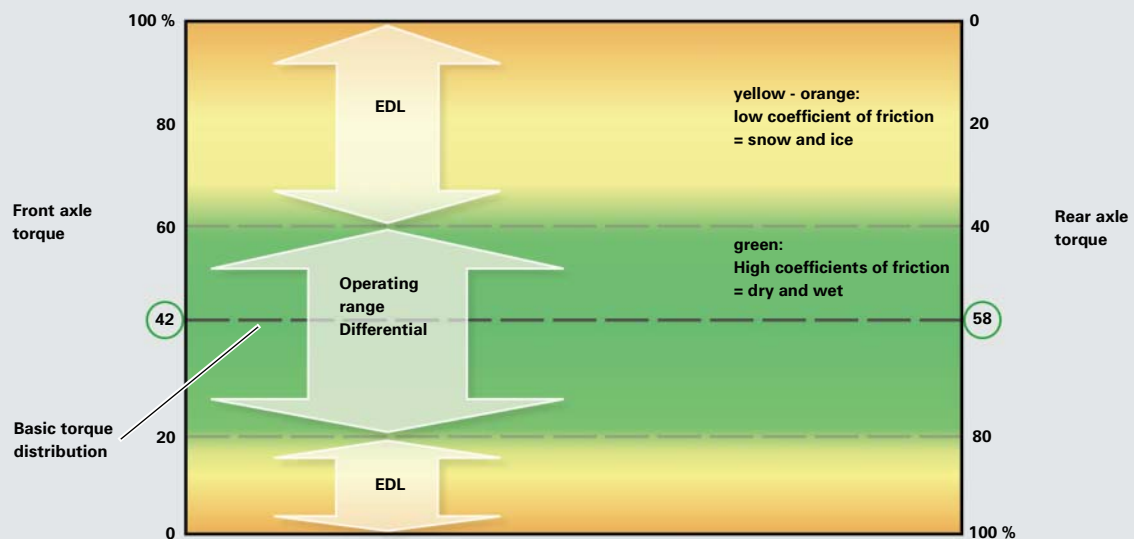 100 %
0
EDL
yellow - orange:
low coefficient of friction
= snow and ice
80
20
Front axle
torque
60
40
Rear axle
torque
green:
High coefficients of friction
= dry and wet
Operating
range
Differential
42
58
Basic torque
distribution
20
80
EDL
0
100 %